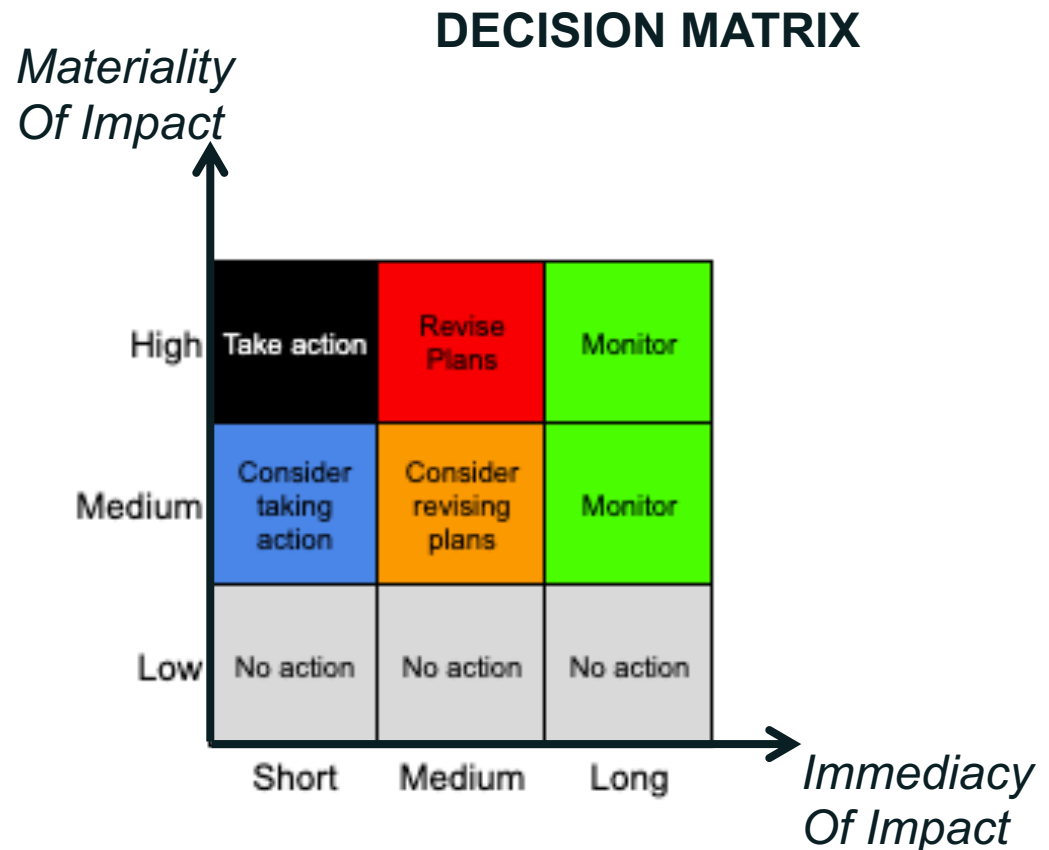 DECISION MATRIX
Materiality
Of Impact
High
Take action
Revise
Plans
Monitor
Medium
Consider
taking
action
Consider
revising
plans
Monitor
Low
No action
No action
No action
Short
Medium
Long
Immediacy
Of Impact